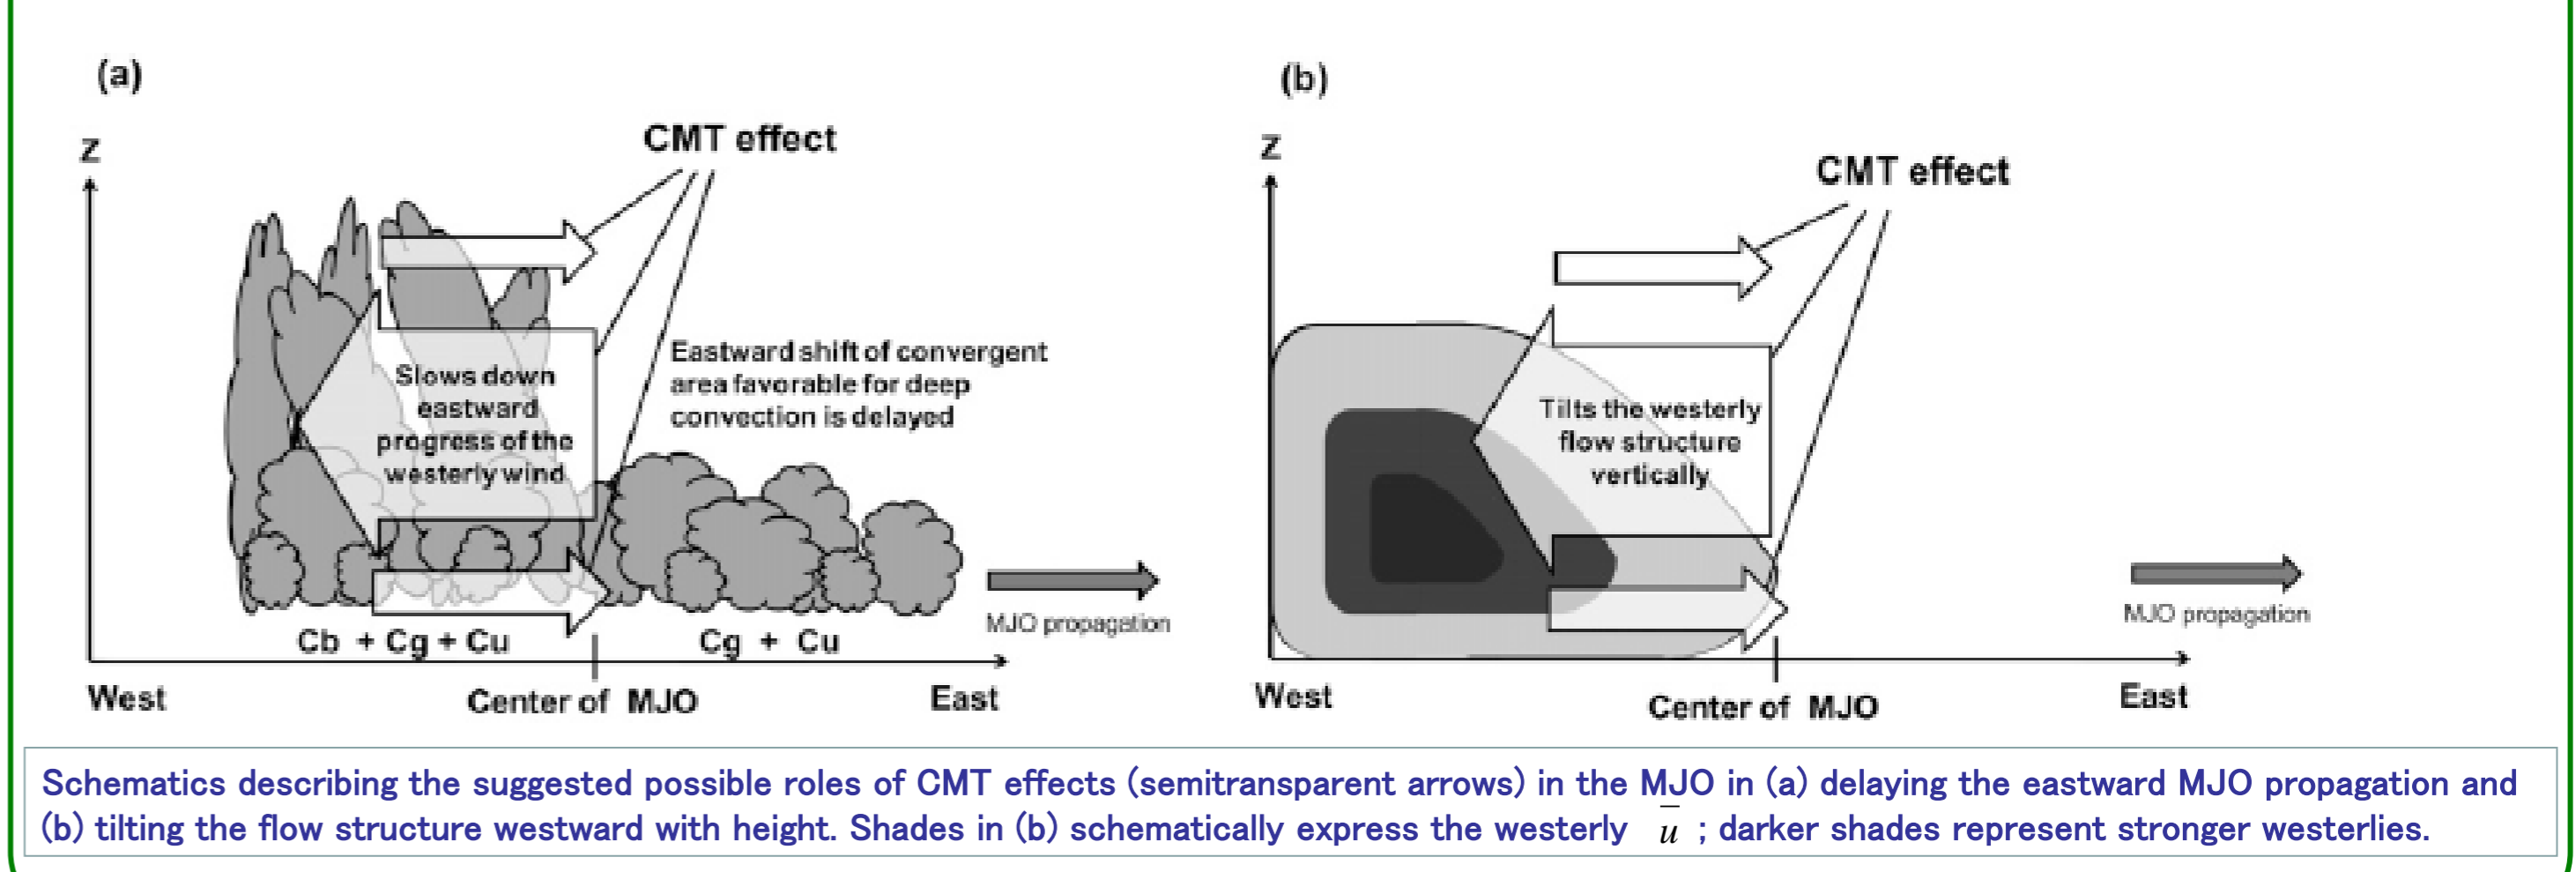 (a)
Z
CMT effect
Slows down
eastward
progress of the
westerly wind
Eastward shift of convergent
area favorable for deep
convection is delayed
Cb + Cg + Cu
Cg + Cu
MJO propagation
West
Center of MJO
East
(b)
Z
CMT effect
Tilts the westerly
flow structure
vertically
MJO propagation
West
Center of MJO
East
Schematics describing the suggested possible roles of CMT effects (semitransparent arrows) in the MJO in (a) delaying the eastward MJO propagation and
(b) tilting the flow structure westward with height. Shades in (b) schematically express the westerly u̅ ; darker shades represent stronger westerlies.